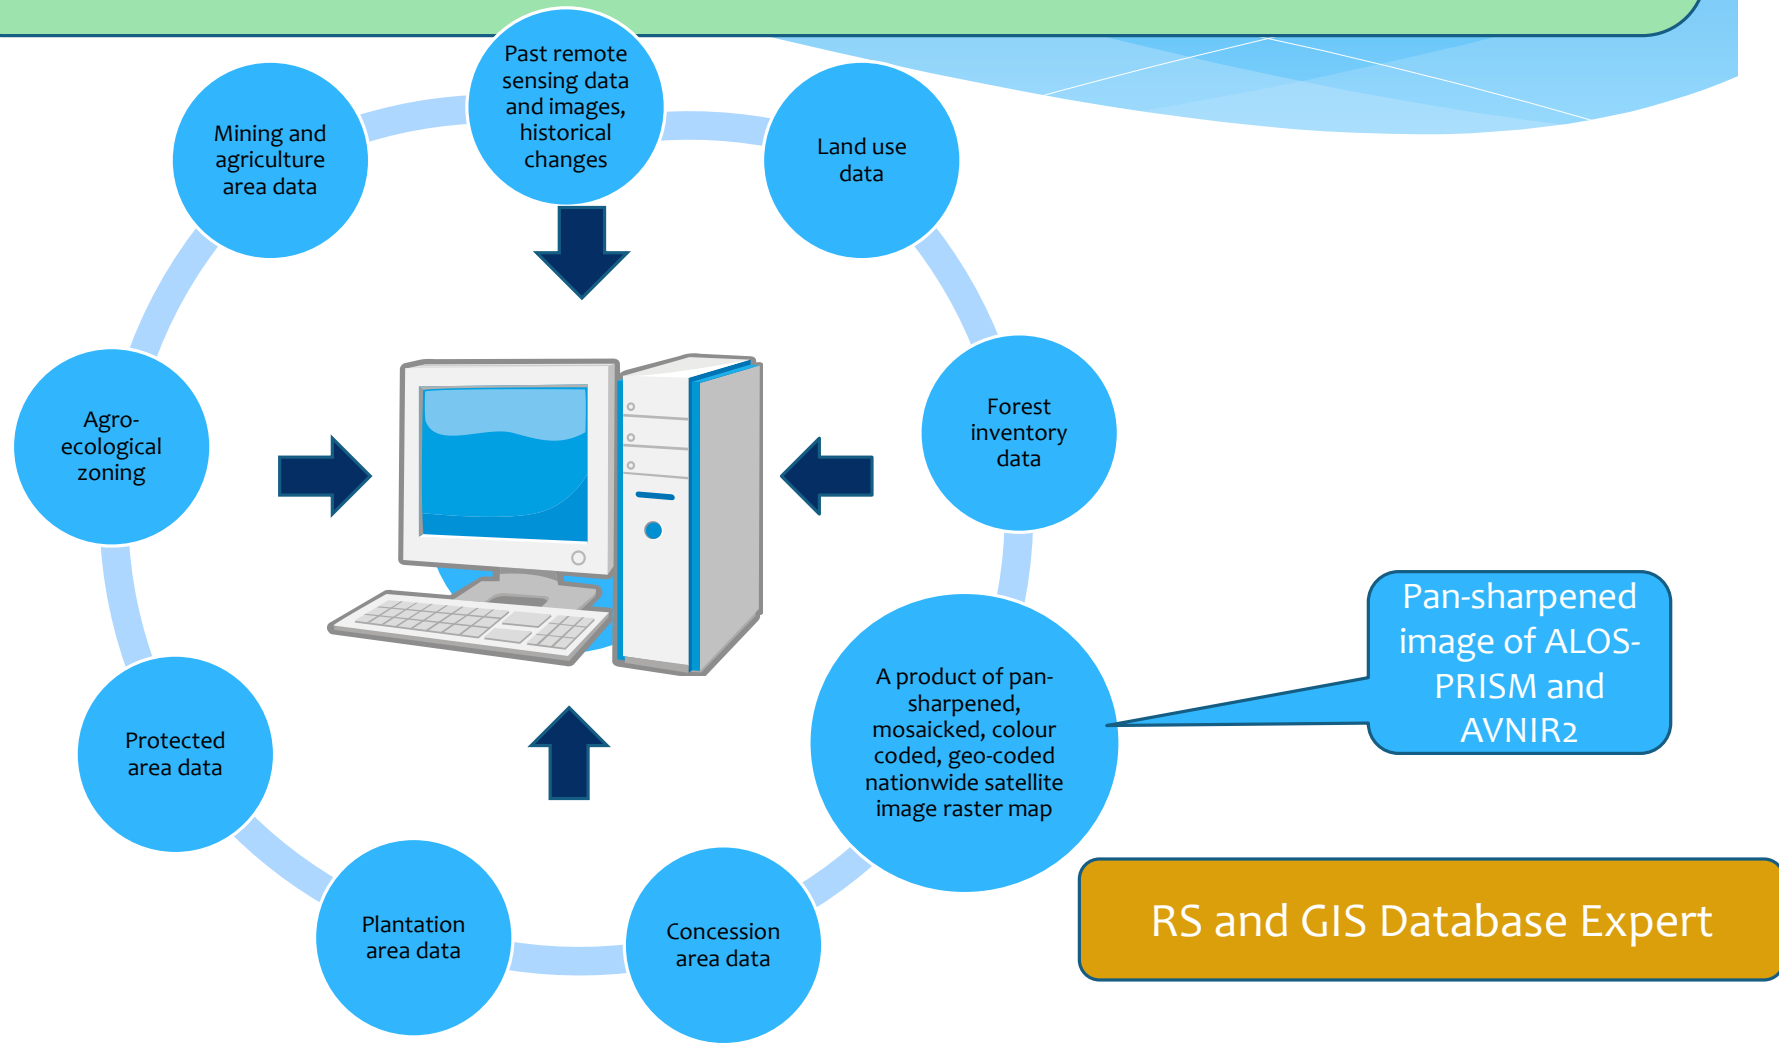 Past remote
sensing data
and images,
historical
changes
Mining and
agriculture
area data
Land use
data
Agro-
ecological
zoning
Forest
inventory
data
Pan-sharpened
image of ALOS-
PRISM and
AVNIR2
A product of pan-
sharpened,
mosaicked, colour
coded, geo-coded
nationwide satellite
image raster map
Protected
area data
Plantation
area data
Concession
area data
RS and GIS Database Expert